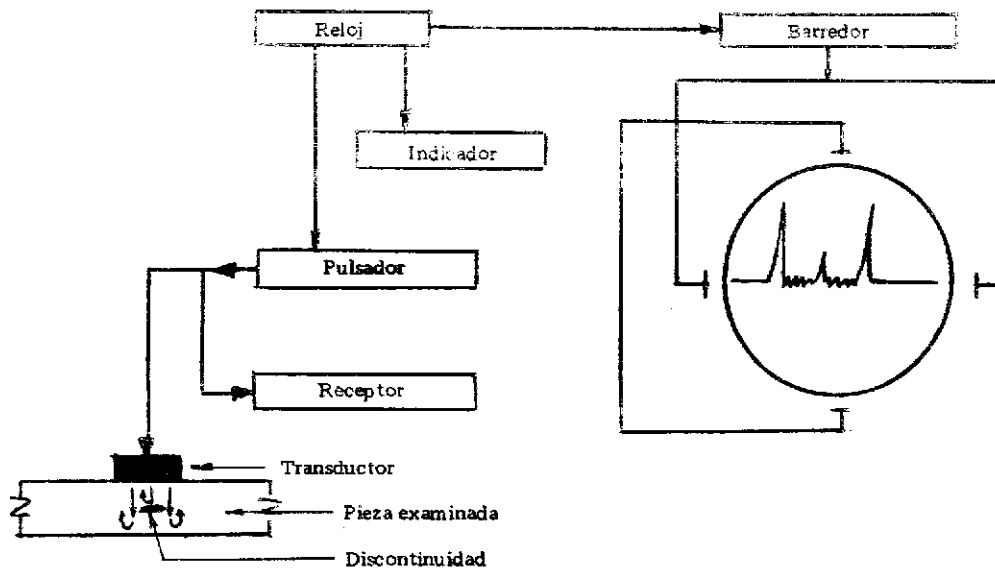 Reloj
Barredor
Indicador
Pulsador
Receptor
Transductor
Pieza examinada
Discontinuidad